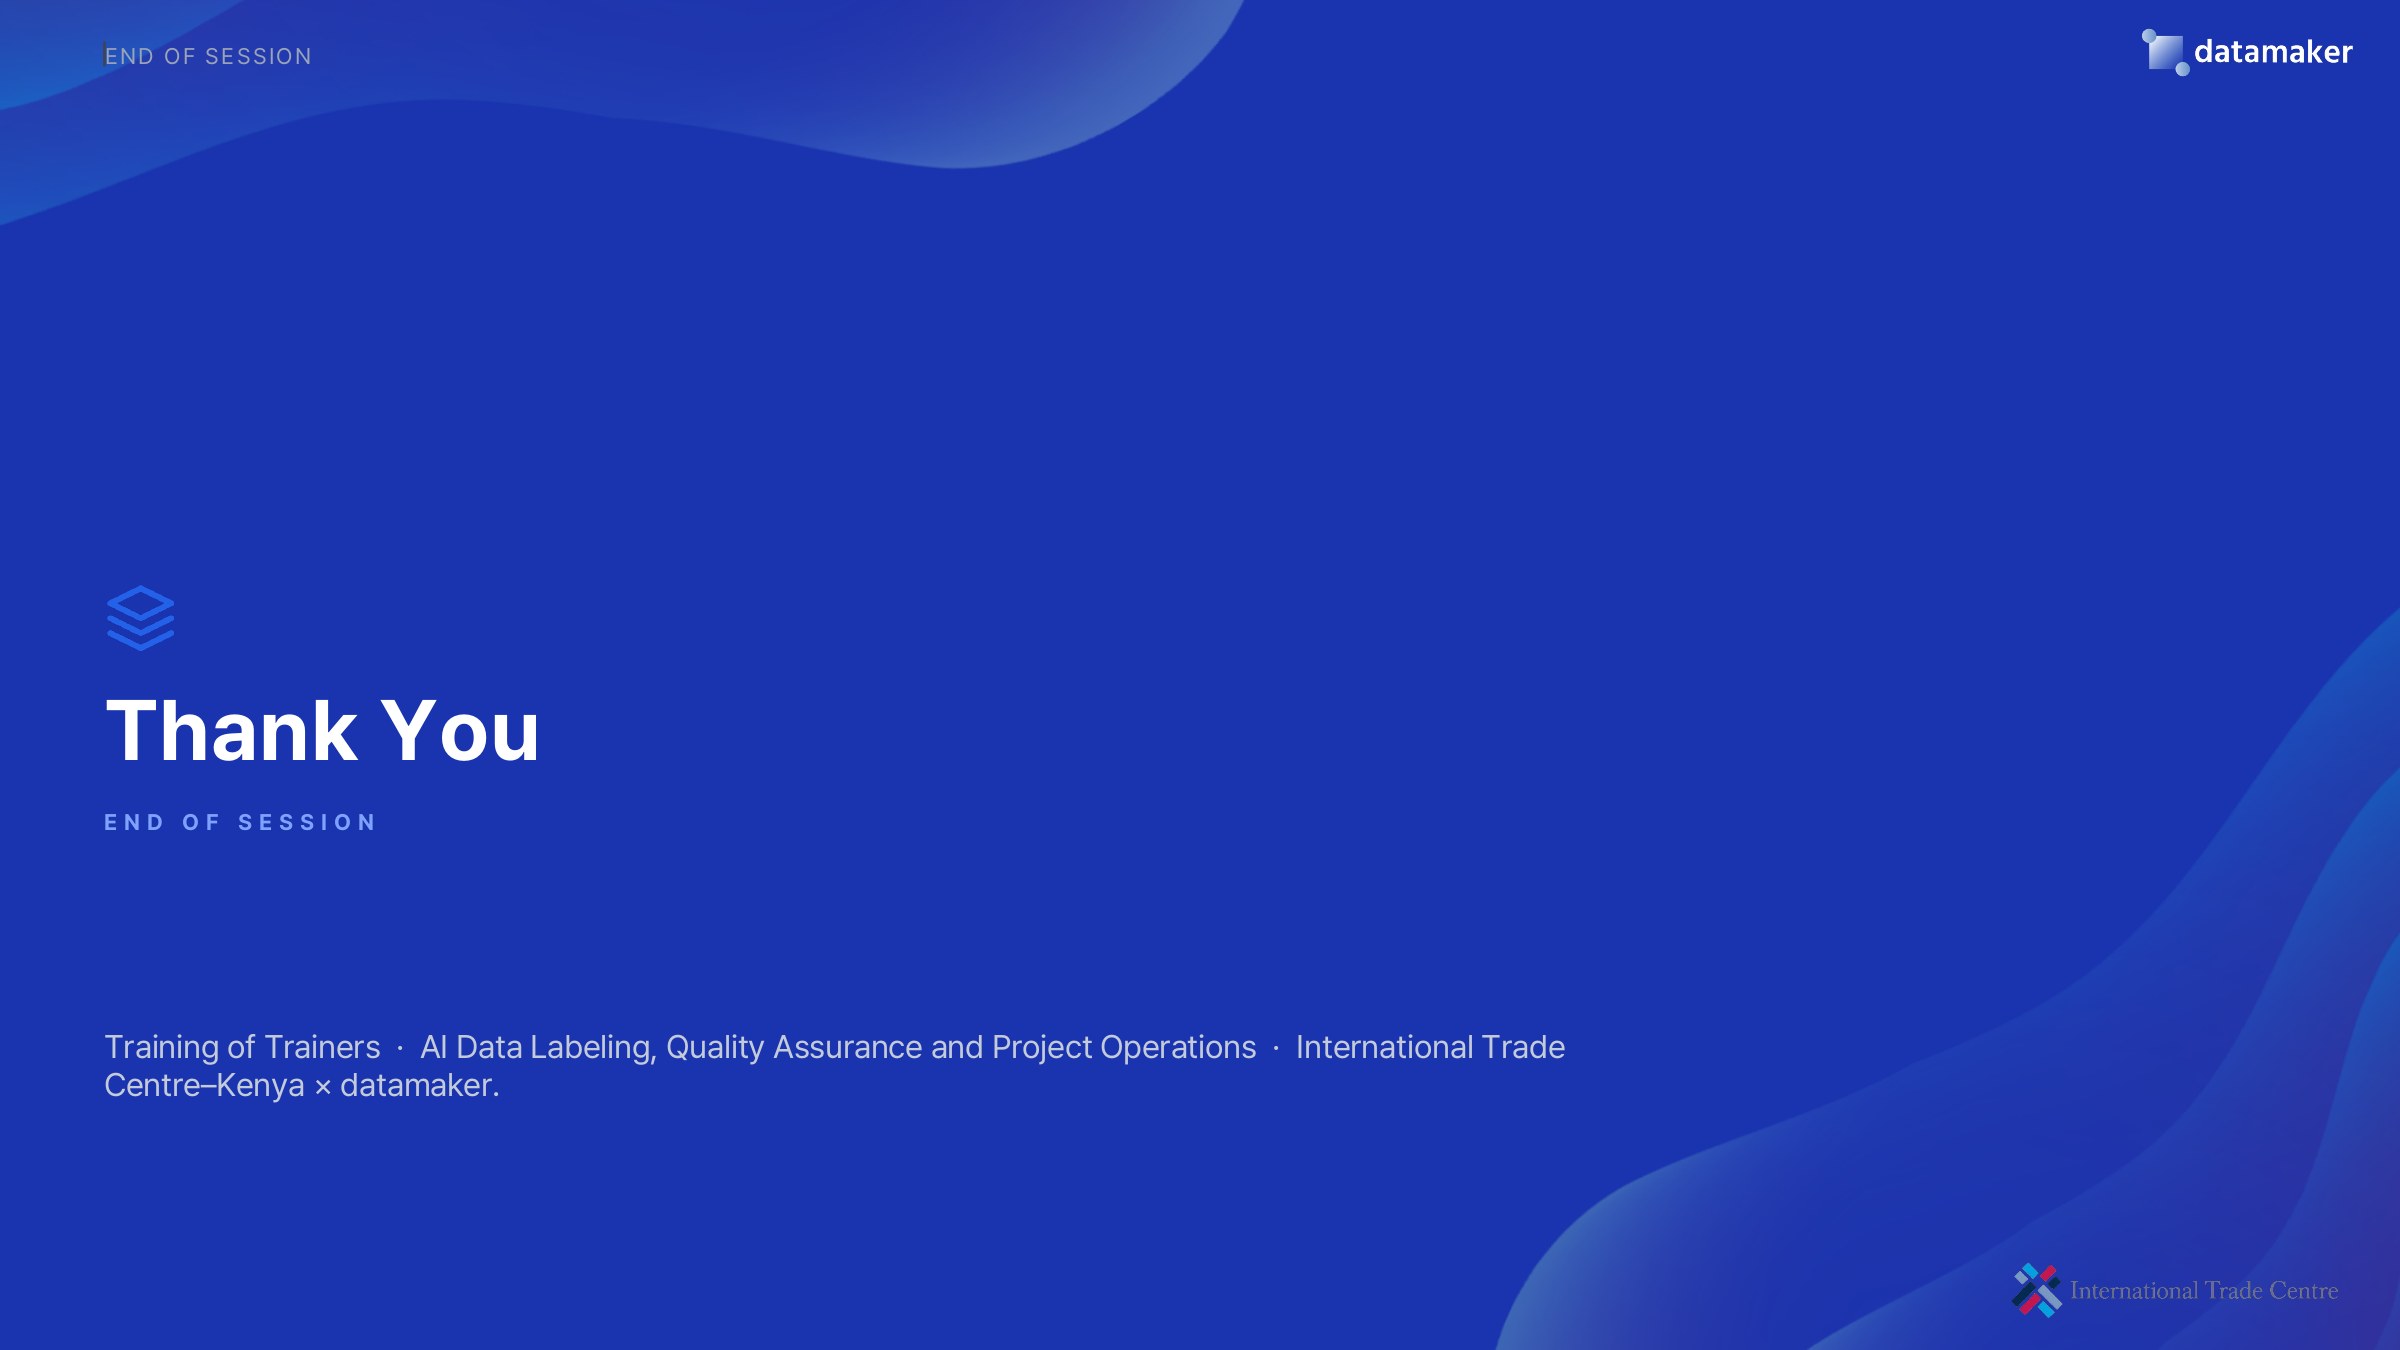 END OF SESSION
datamaker
Thank You
END OF SESSION
Training of Trainers · AI Data Labeling, Quality Assurance and Project Operations · International Trade
Centre–Kenya × datamaker.
International Trade Centre